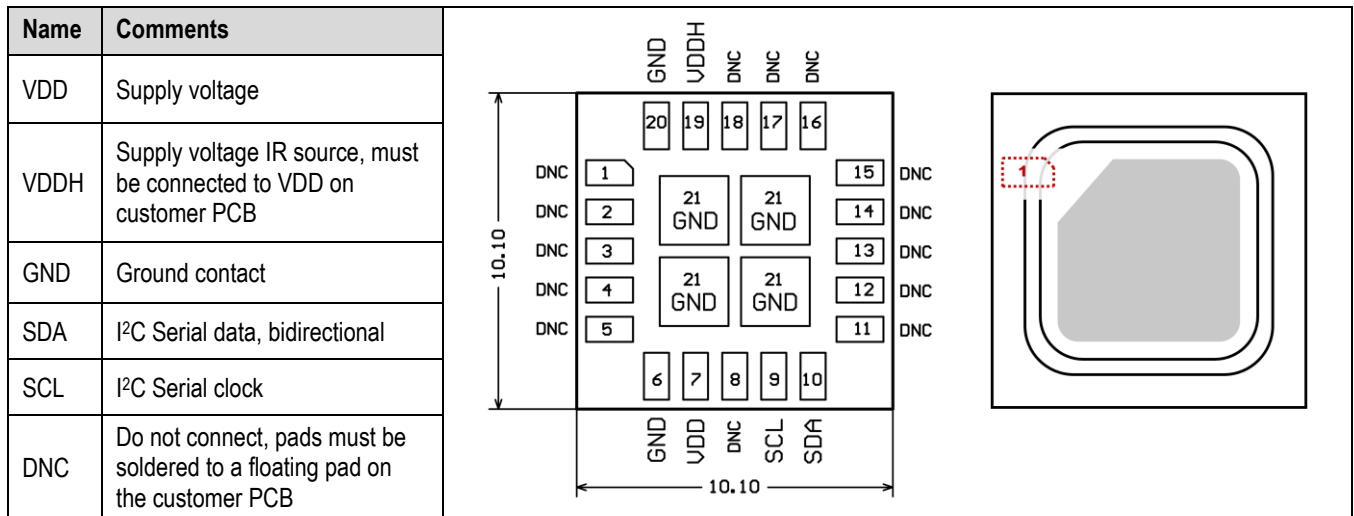 Name Comments
VDD Supply voltage
VDDH Supply voltage IR source, must
be connected to VDD on
customer PCB
GND Ground contact
SDA I²C Serial data, bidirectional
SCL I²C Serial clock
DNC Do not connect, pads must be
soldered to a floating pad on
the customer PCB
GND VDDH DNC DNC DNC
20 19 18 17 16
DNC 1 15 DNC
DNC 2 14 DNC
DNC 3 13 DNC
DNC 4 12 DNC
DNC 5 11 DNC
21 21
GND GND
21 21
GND GND
6 7 8 9 10
GND VDD DNC SCL SDA
10.10
10.10
1